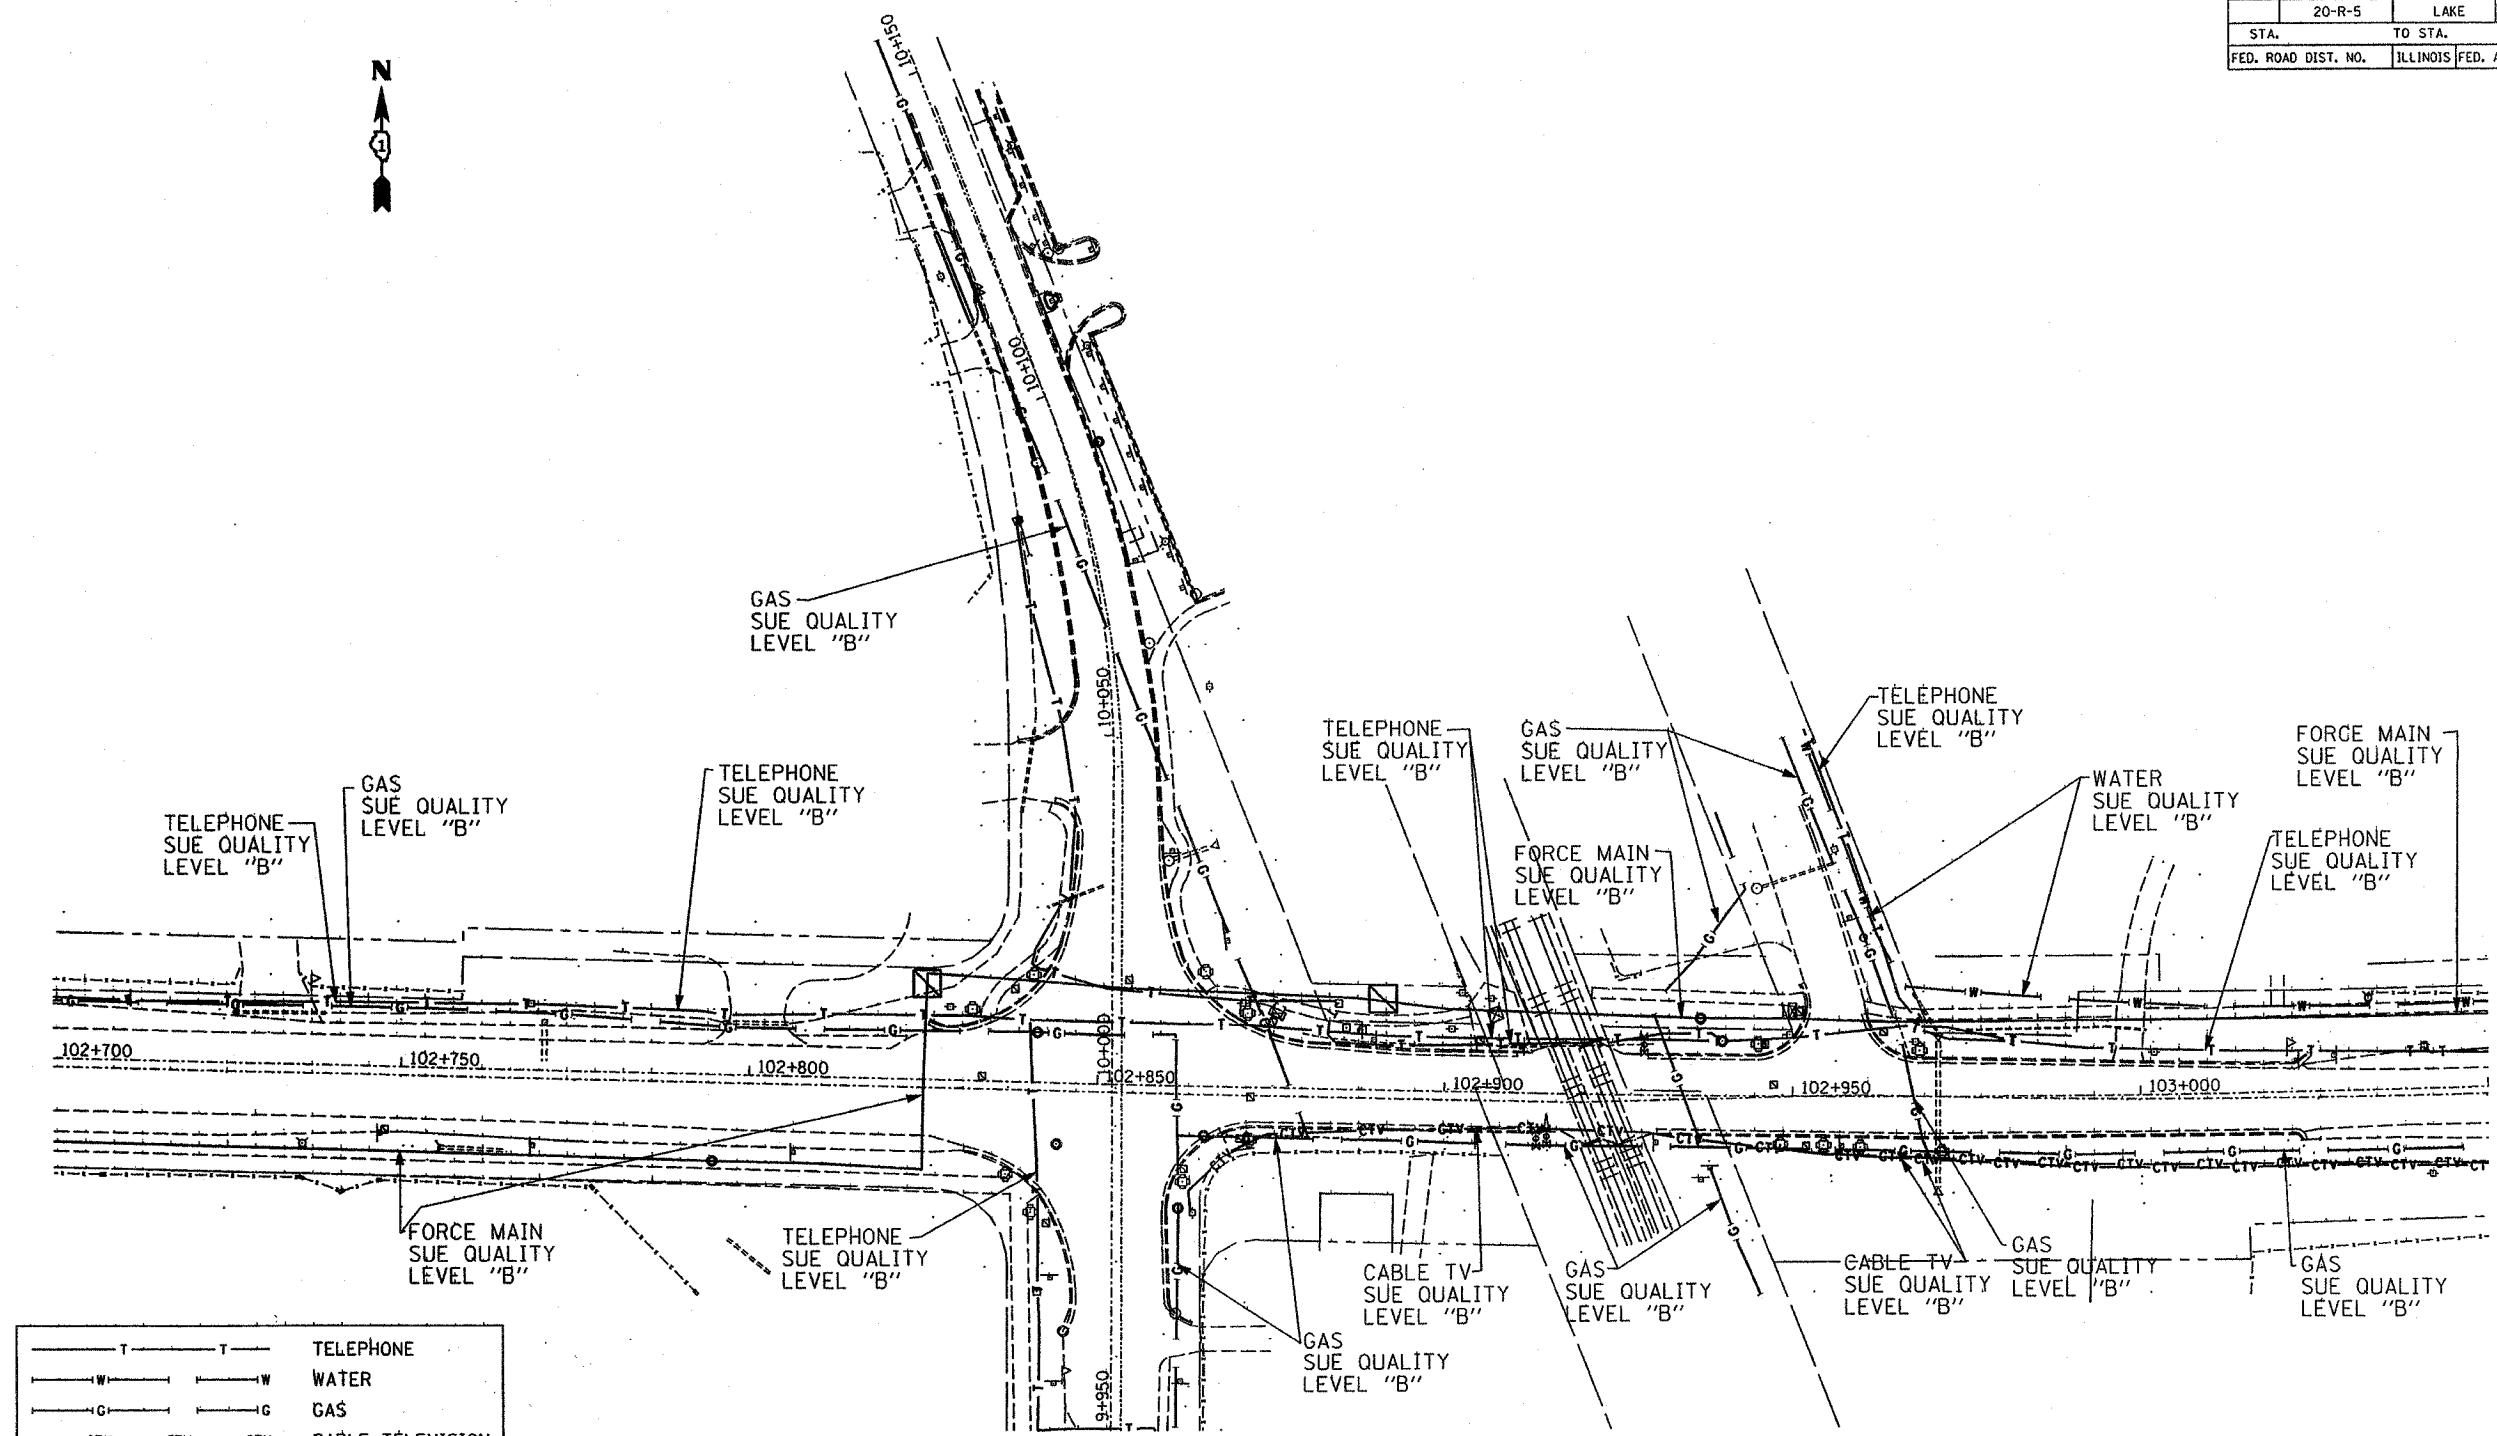 20-R-5 LAKE
STA. TO STA.
FED. ROAD DIST. NO. ILLINOIS FED.
N
1
10+150
10+100
10+050
10+000
9+950
GAS
SUE QUALITY
LEVEL "B"
TELEPHONE
SUE QUALITY
LEVEL "B"
GAS
SUE QUALITY
LEVEL "B"
TELEPHONE
SUE QUALITY
LEVEL "B"
TELEPHONE
SUE QUALITY
LEVEL "B"
GAS
SUE QUALITY
LEVEL "B"
TELEPHONE
SUE QUALITY
LEVEL "B"
FORCE MAIN
SUE QUALITY
LEVEL "B"
WATER
SUE QUALITY
LEVEL "B"
FORCE MAIN
SUE QUALITY
LEVEL "B"
TELEPHONE
SUE QUALITY
LEVEL "B"
102+700
102+750
102+800
102+850
102+900
102+950
103+000
FORCE MAIN
SUE QUALITY
LEVEL "B"
TELEPHONE
SUE QUALITY
LEVEL "B"
GAS
SUE QUALITY
LEVEL "B"
CABLE TV
SUE QUALITY
LEVEL "B"
GAS
SUE QUALITY
LEVEL "B"
CABLE TV
SUE QUALITY
LEVEL "B"
GAS
SUE QUALITY
LEVEL "B"
GAS
SUE QUALITY
LEVEL "B"
T T TELEPHONE
W W WATER
G G GAS
CABLE TELEVISION